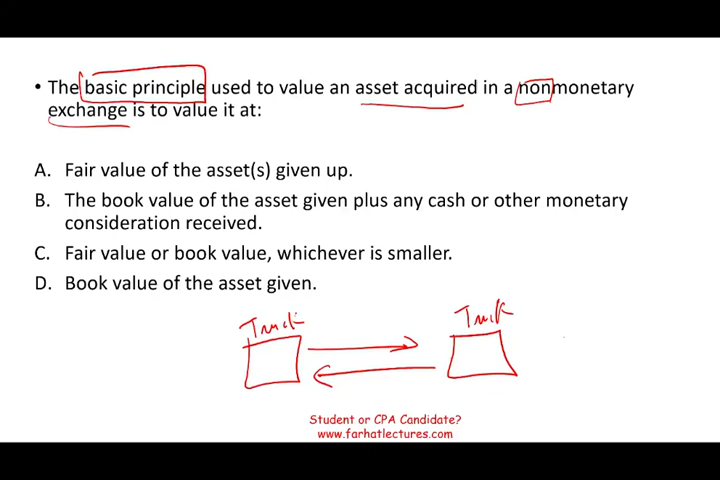 • The basic principle used to value an asset acquired in a nonmonetary
exchange is to value it at:
A. Fair value of the asset(s) given up.
B. The book value of the asset given plus any cash or other monetary
consideration received.
C. Fair value or book value, whichever is smaller.
D. Book value of the asset given.
Truck Truck
Student or CPA Candidate?
www.farhatlectures.com